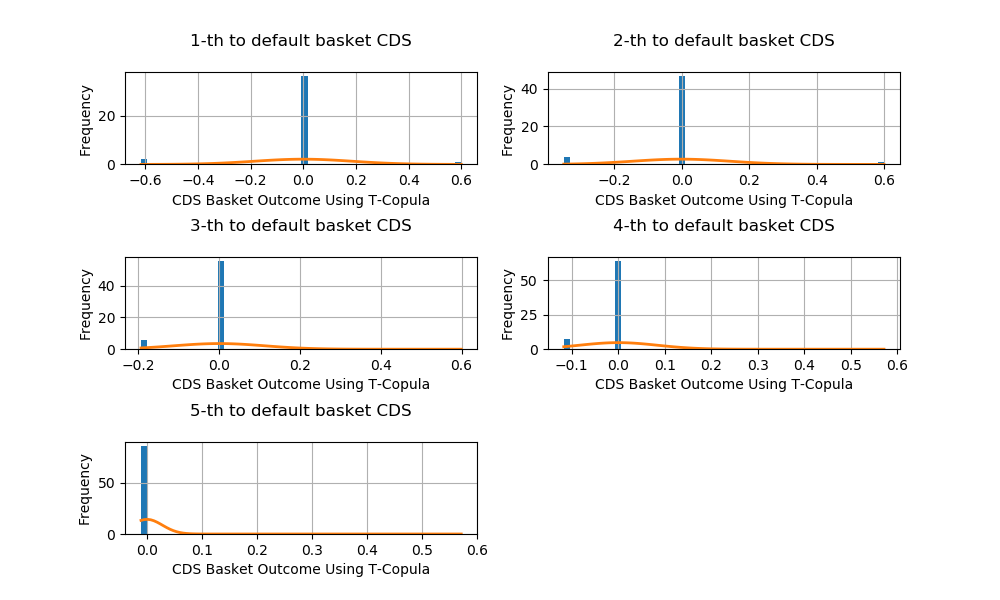 1-th to default basket CDS
Frequency
20
0
−0.6 −0.4 −0.2 0.0 0.2 0.4 0.6
CDS Basket Outcome Using T-Copula
2-th to default basket CDS
Frequency
40
20
0
−0.2 0.0 0.2 0.4 0.6
CDS Basket Outcome Using T-Copula
3-th to default basket CDS
Frequency
40
20
0
−0.2 0.0 0.2 0.4 0.6
CDS Basket Outcome Using T-Copula
4-th to default basket CDS
Frequency
50
25
0
−0.1 0.0 0.1 0.2 0.3 0.4 0.5 0.6
CDS Basket Outcome Using T-Copula
5-th to default basket CDS
Frequency
50
0
0.0 0.1 0.2 0.3 0.4 0.5 0.6
CDS Basket Outcome Using T-Copula